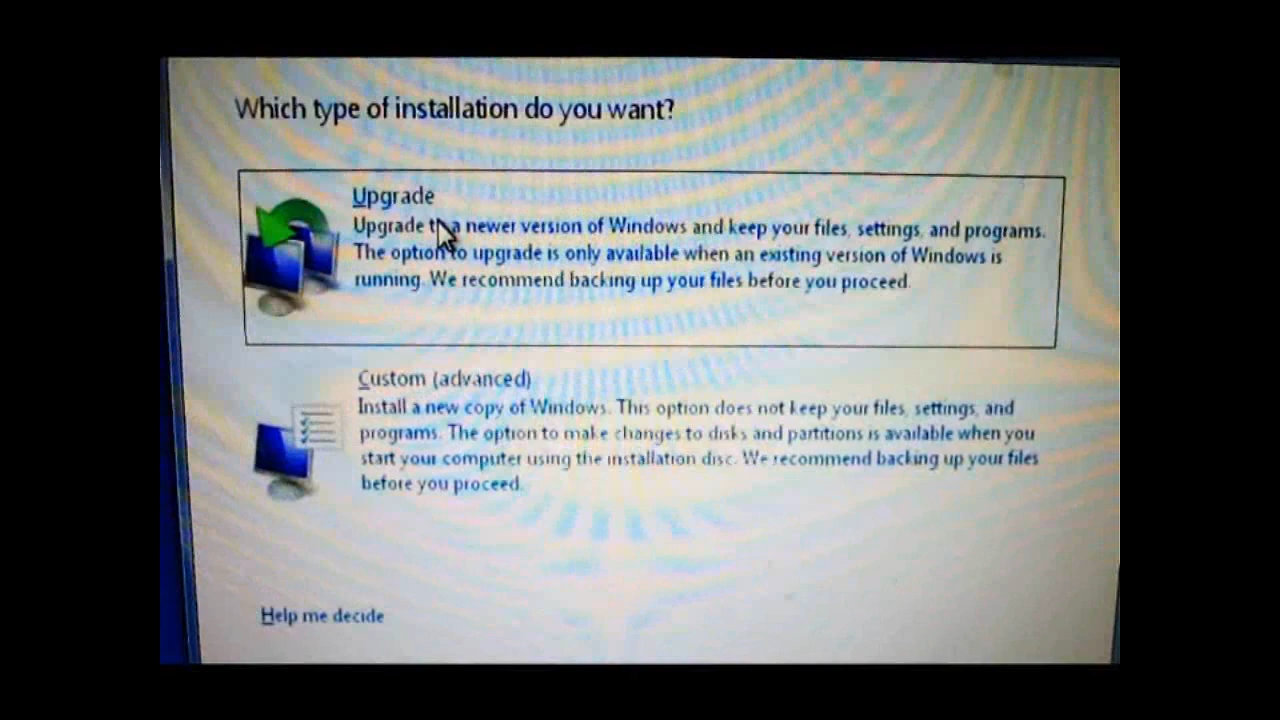 Which type of installation do you want?
Upgrade
Upgrade to a newer version of Windows and keep your files, settings, and programs.
The option to upgrade is only available when an existing version of Windows is
running. We recommend backing up your files before you proceed.
Custom (advanced)
Install a new copy of Windows. This option does not keep your files, settings, and
programs. The option to make changes to disks and partitions is available when you
start your computer using the installation disc. We recommend backing up your files
before you proceed.
Help me decide